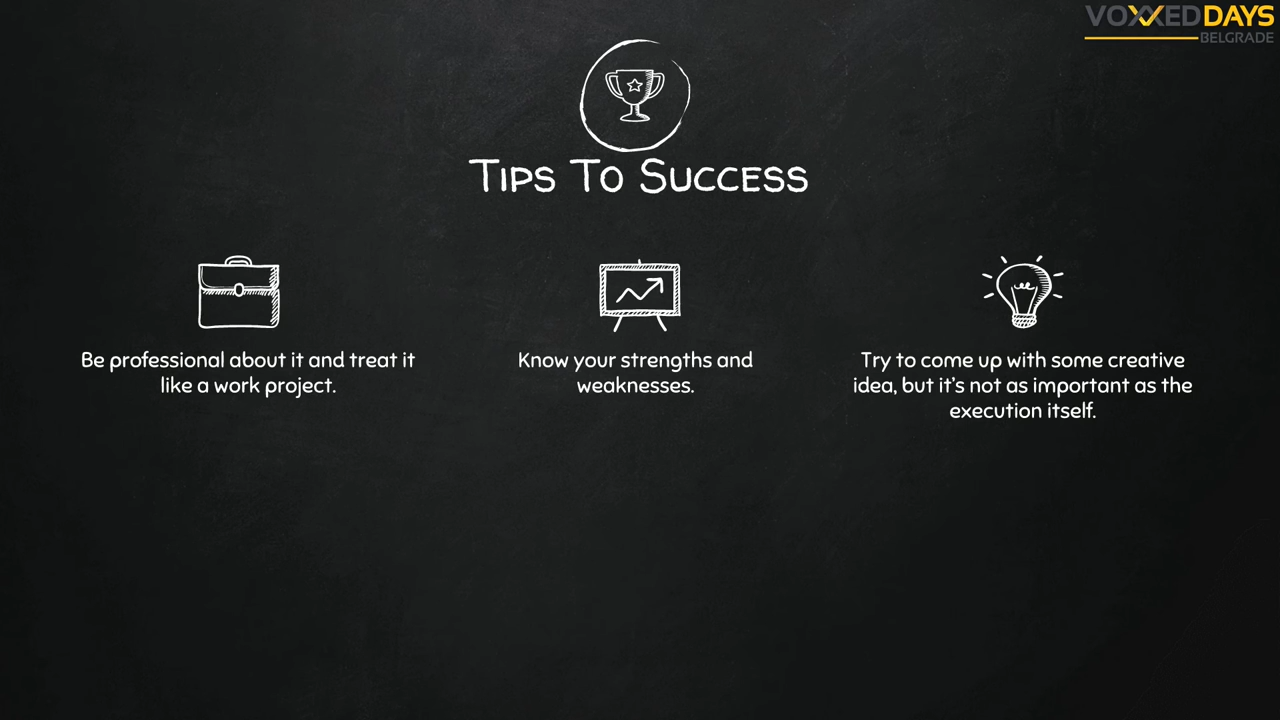 VOXXEDDAYS
BELGRADE
Tips To Success
Be professional about it and treat it
like a work project.
Know your strengths and
weaknesses.
Try to come up with some creative
idea, but it's not as important as the
execution itself.